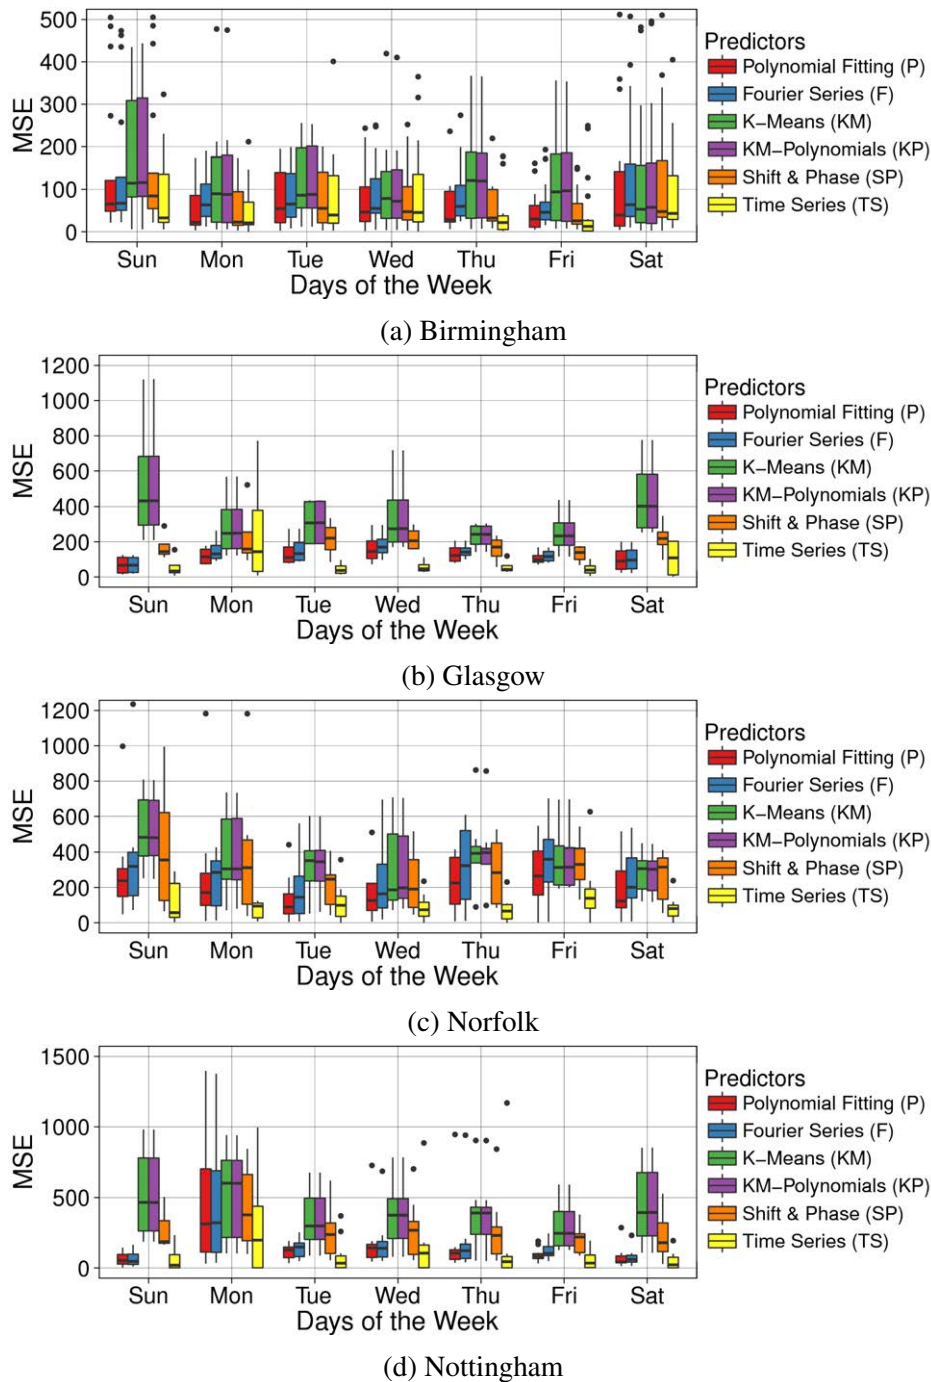 500
400
300
200
100
0
MSE
Sun Mon Tue Wed Thu Fri Sat
Days of the Week
Predictors
Polynomial Fitting (P)
Fourier Series (F)
K−Means (KM)
KM−Polynomials (KP)
Shift & Phase (SP)
Time Series (TS)
(a) Birmingham
1200
1000
800
600
400
200
0
MSE
Sun Mon Tue Wed Thu Fri Sat
Days of the Week
Predictors
Polynomial Fitting (P)
Fourier Series (F)
K−Means (KM)
KM−Polynomials (KP)
Shift & Phase (SP)
Time Series (TS)
(b) Glasgow
1200
1000
800
600
400
200
0
MSE
Sun Mon Tue Wed Thu Fri Sat
Days of the Week
Predictors
Polynomial Fitting (P)
Fourier Series (F)
K−Means (KM)
KM−Polynomials (KP)
Shift & Phase (SP)
Time Series (TS)
(c) Norfolk
1500
1000
500
0
MSE
Sun Mon Tue Wed Thu Fri Sat
Days of the Week
Predictors
Polynomial Fitting (P)
Fourier Series (F)
K−Means (KM)
KM−Polynomials (KP)
Shift & Phase (SP)
Time Series (TS)
(d) Nottingham